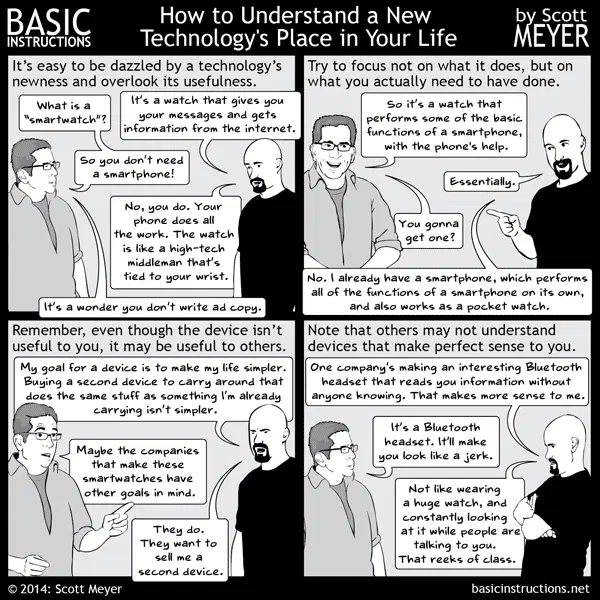 BASIC
INSTRUCTIONS
How to Understand a New
Technology's Place in Your Life
by Scott
MEYER
It's easy to be dazzled by a technology's
newness and overlook its usefulness.
What is a
"smartwatch"?
It's a watch that gives you
your messages and gets
information from the internet.
So you don't need
a smartphone!
No, you do. Your
phone does all
the work. The watch
is like a high-tech
middleman that's
tied to your wrist.
It's a wonder you don't write ad copy.
Try to focus not on what it does, but on
what you actually need to have done.
So it's a watch that
performs some of the basic
functions of a smartphone,
with the phone's help.
Essentially.
You gonna
get one?
No. I already have a smartphone, which performs
all of the functions of a smartphone on its own,
and also works as a pocket watch.
Remember, even though the device isn't
useful to you, it may be useful to others.
My goal for a device is to make my life simpler.
Buying a second device to carry around that
does the same stuff as something I'm already
carrying isn't simpler.
Maybe the companies
that make these
smartwatches have
other goals in mind.
They do.
They want to
sell me a
second device.
Note that others may not understand
devices that make perfect sense to you.
One company's making an interesting Bluetooth
headset that reads you information without
anyone knowing. That makes more sense to me.
It's a Bluetooth
headset. It'll make
you look like a jerk.
Not like wearing
a huge watch, and
constantly looking
at it while people are
talking to you.
That reeks of class.
© 2014: Scott Meyer
basicinstructions.net